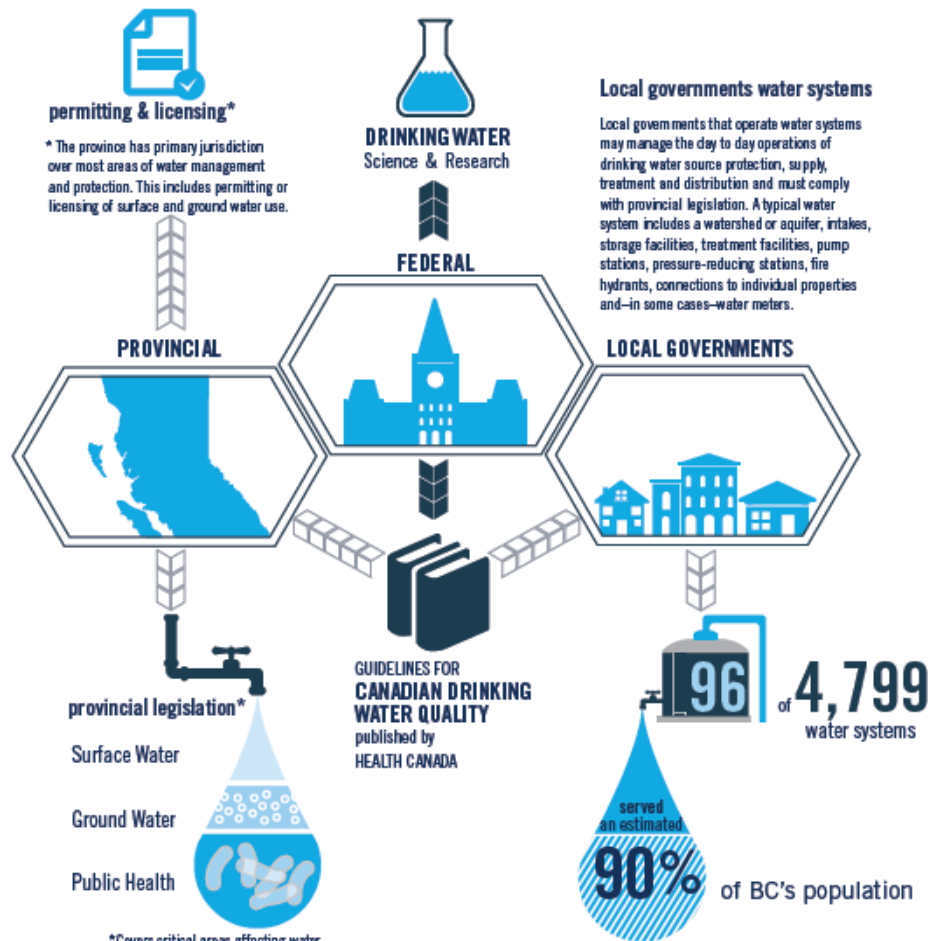 permitting & licensing*
* The province has primary jurisdiction
over most areas of water management
and protection. This includes permitting or
licensing of surface and ground water use.
DRINKING WATER
Science & Research
Local governments water systems
Local governments that operate water systems
may manage the day to day operations of
drinking water source protection, supply,
treatment and distribution and must comply
with provincial legislation. A typical water
system includes a watershed or aquifer, intakes,
storage facilities, treatment facilities, pump
stations, pressure-reducing stations, fire
hydrants, connections to individual properties
and–in some cases–water meters.
FEDERAL
PROVINCIAL
LOCAL GOVERNMENTS
GUIDELINES FOR
CANADIAN DRINKING
WATER QUALITY
published by
HEALTH CANADA
provincial legislation*
Surface Water
Ground Water
Public Health
*Covers critical areas affecting water
96 of 4,799
water systems
served
an estimated
90%
of BC's population